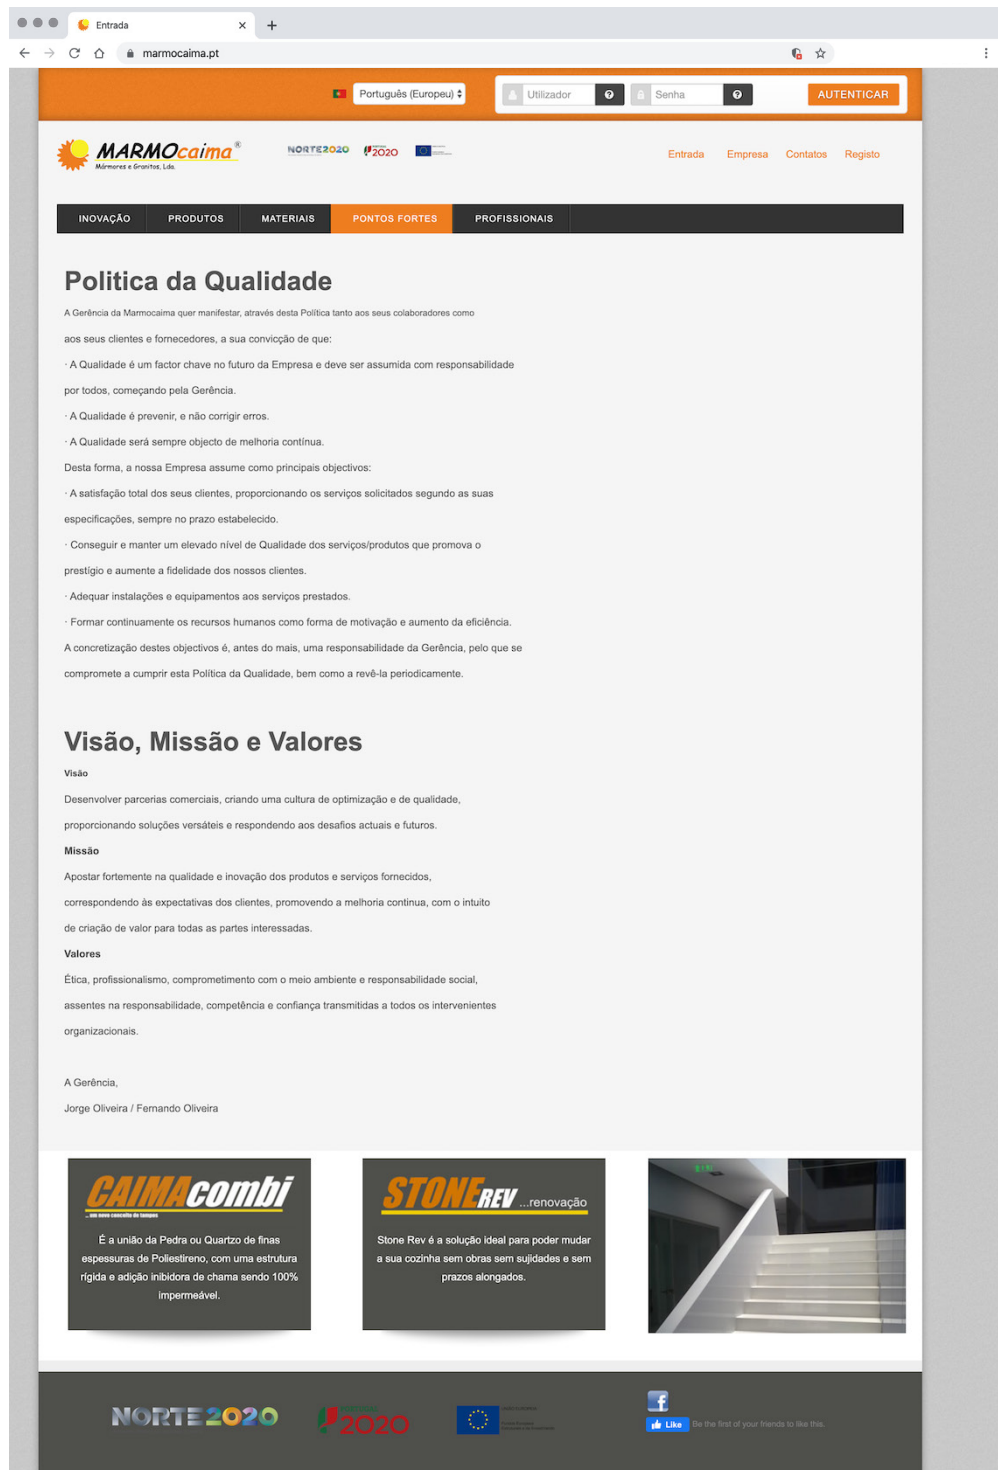 Entrada
marmocaima.pt
Português (Europeu)
Utilizador
Senha
AUTENTICAR
MARMOcaima®
Mármores e Granitos, Lda.
NORTE2020
2020
Entrada Empresa Contatos Registo
INOVAÇÃO PRODUTOS MATERIAIS PONTOS FORTES PROFISSIONAIS
Politica da Qualidade
A Gerência da Marmocaima quer manifestar, através desta Política tanto aos seus colaboradores como
aos seus clientes e fornecedores, a sua convicção de que:
· A Qualidade é um factor chave no futuro da Empresa e deve ser assumida com responsabilidade
por todos, começando pela Gerência.
· A Qualidade é prevenir, e não corrigir erros.
· A Qualidade será sempre objecto de melhoria contínua.
Desta forma, a nossa Empresa assume como principais objectivos:
· A satisfação total dos seus clientes, proporcionando os serviços solicitados segundo as suas
especificações, sempre no prazo estabelecido.
· Conseguir e manter um elevado nível de Qualidade dos serviços/produtos que promova o
prestígio e aumente a fidelidade dos nossos clientes.
· Adequar instalações e equipamentos aos serviços prestados.
· Formar continuamente os recursos humanos como forma de motivação e aumento da eficiência.
A concretização destes objectivos é, antes do mais, uma responsabilidade da Gerência, pelo que se
compromete a cumprir esta Política da Qualidade, bem como a revê-la periodicamente.
Visão, Missão e Valores
Visão
Desenvolver parcerias comerciais, criando uma cultura de optimização e de qualidade,
proporcionando soluções versáteis e respondendo aos desafios actuais e futuros.
Missão
Apostar fortemente na qualidade e inovação dos produtos e serviços fornecidos,
correspondendo às expectativas dos clientes, promovendo a melhoria continua, com o intuito
de criação de valor para todas as partes interessadas.
Valores
Ética, profissionalismo, comprometimento com o meio ambiente e responsabilidade social,
assentes na responsabilidade, competência e confiança transmitidas a todos os intervenientes
organizacionais.
A Gerência,
Jorge Oliveira / Fernando Oliveira
CAIMAcombi
... um novo conceito de tampos
É a união da Pedra ou Quartzo de finas
espessuras de Poliestireno, com uma estrutura
rígida e adição inibidora de chama sendo 100%
impermeável.
STONEREV ...renovação
Stone Rev é a solução ideal para poder mudar
a sua cozinha sem obras sem sujidades e sem
prazos alongados.
NORTE2020
2020
Like Be the first of your friends to like this.